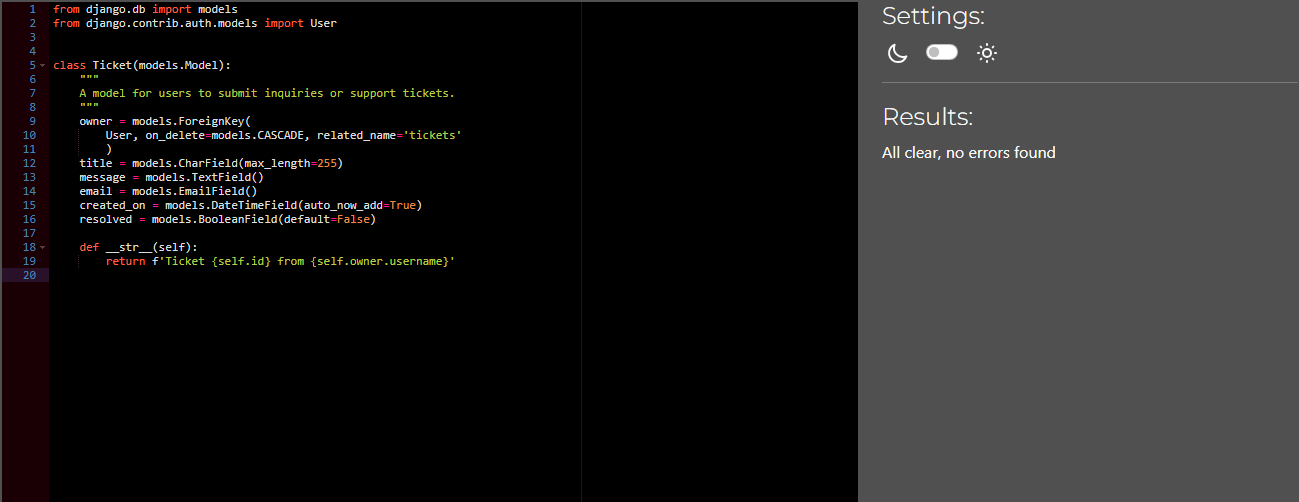 1 from django.db import models
2 from django.contrib.auth.models import User
3
4
5 class Ticket(models.Model):
6     """
7     A model for users to submit inquiries or support tickets.
8     """
9     owner = models.ForeignKey(
10         User, on_delete=models.CASCADE, related_name='tickets'
11         )
12     title = models.CharField(max_length=255)
13     message = models.TextField()
14     email = models.EmailField()
15     created_on = models.DateTimeField(auto_now_add=True)
16     resolved = models.BooleanField(default=False)
17
18     def __str__(self):
19         return f'Ticket {self.id} from {self.owner.username}'
20
Settings:
Results:
All clear, no errors found